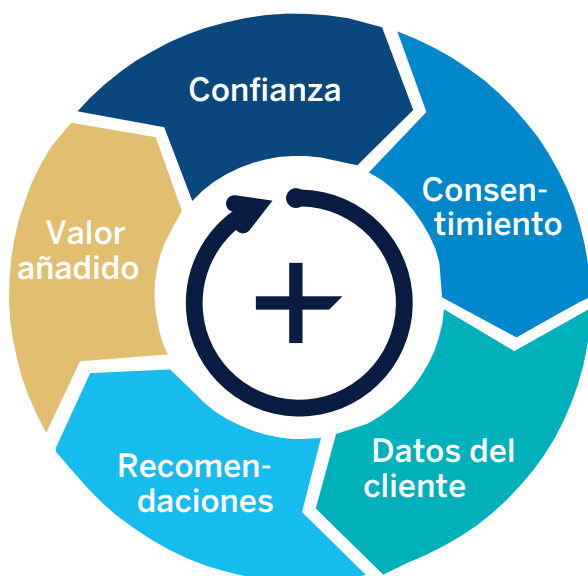 Confianza
Consen-
timiento
Datos del
cliente
Recomen-
daciones
Valor
añadido